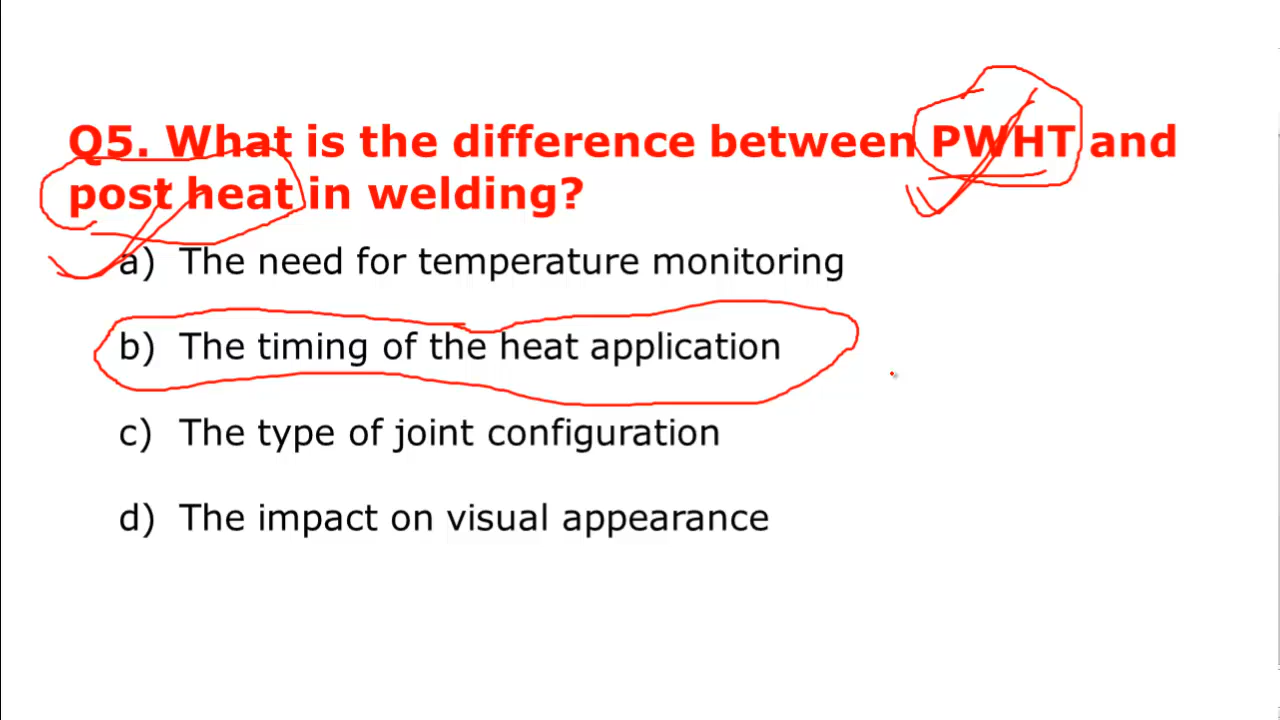 Q5. What is the difference between PWHT and
post heat in welding?
a) The need for temperature monitoring
b) The timing of the heat application
c) The type of joint configuration
d) The impact on visual appearance